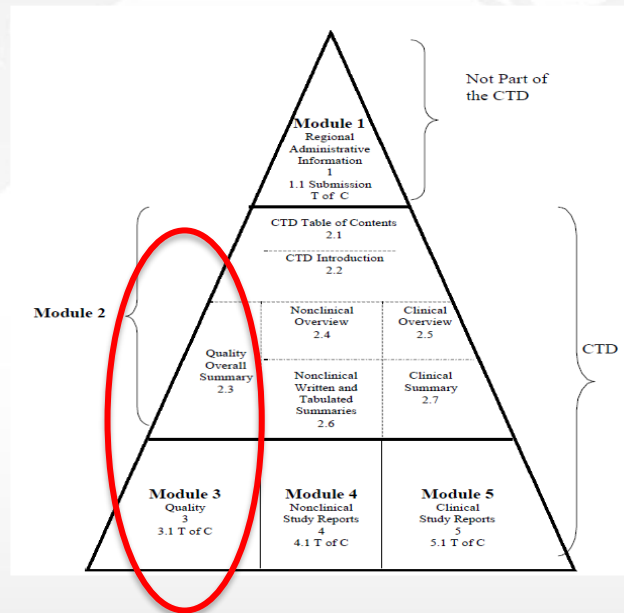 Not Part of
the CTD
Module 1
Regional
Administrative
Information
1
1.1 Submission
T of C
CTD Table of Contents
2.1
CTD Introduction
2.2
Module 2
Nonclinical
Overview
2.4
Clinical
Overview
2.5
CTD
Quality
Overall
Summary
2.3
Nonclinical
Written and
Tabulated
Summaries
2.6
Clinical
Summary
2.7
Module 3
Quality
3
3.1 T of C
Module 4
Nonclinical
Study Reports
4
4.1 T of C
Module 5
Clinical
Study Reports
5
5.1 T of C